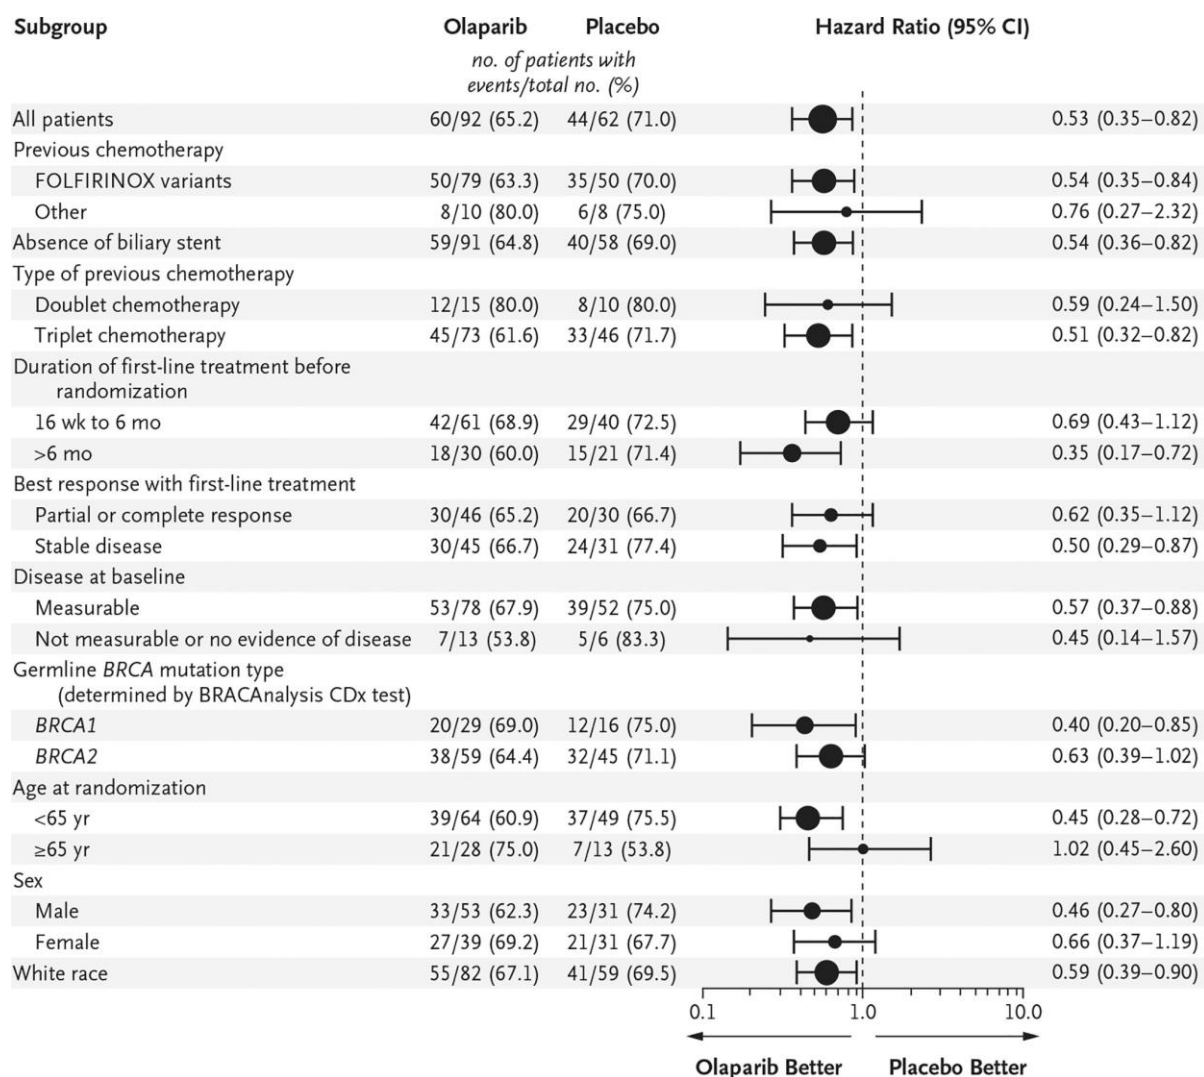 Subgroup Olaparib Placebo Hazard Ratio (95% CI)
no. of patients with
events/total no. (%)
All patients 60/92 (65.2) 44/62 (71.0) 0.53 (0.35–0.82)
Previous chemotherapy
FOLFIRINOX variants 50/79 (63.3) 35/50 (70.0) 0.54 (0.35–0.84)
Other 8/10 (80.0) 6/8 (75.0) 0.76 (0.27–2.32)
Absence of biliary stent 59/91 (64.8) 40/58 (69.0) 0.54 (0.36–0.82)
Type of previous chemotherapy
Doublet chemotherapy 12/15 (80.0) 8/10 (80.0) 0.59 (0.24–1.50)
Triplet chemotherapy 45/73 (61.6) 33/46 (71.7) 0.51 (0.32–0.82)
Duration of first-line treatment before
randomization
16 wk to 6 mo 42/61 (68.9) 29/40 (72.5) 0.69 (0.43–1.12)
>6 mo 18/30 (60.0) 15/21 (71.4) 0.35 (0.17–0.72)
Best response with first-line treatment
Partial or complete response 30/46 (65.2) 20/30 (66.7) 0.62 (0.35–1.12)
Stable disease 30/45 (66.7) 24/31 (77.4) 0.50 (0.29–0.87)
Disease at baseline
Measurable 53/78 (67.9) 39/52 (75.0) 0.57 (0.37–0.88)
Not measurable or no evidence of disease 7/13 (53.8) 5/6 (83.3) 0.45 (0.14–1.57)
Germline BRCA mutation type
(determined by BRACAnalysis CDx test)
BRCA1 20/29 (69.0) 12/16 (75.0) 0.40 (0.20–0.85)
BRCA2 38/59 (64.4) 32/45 (71.1) 0.63 (0.39–1.02)
Age at randomization
<65 yr 39/64 (60.9) 37/49 (75.5) 0.45 (0.28–0.72)
≥65 yr 21/28 (75.0) 7/13 (53.8) 1.02 (0.45–2.60)
Sex
Male 33/53 (62.3) 23/31 (74.2) 0.46 (0.27–0.80)
Female 27/39 (69.2) 21/31 (67.7) 0.66 (0.37–1.19)
White race 55/82 (67.1) 41/59 (69.5) 0.59 (0.39–0.90)
0.1 1.0 10.0
Olaparib Better Placebo Better